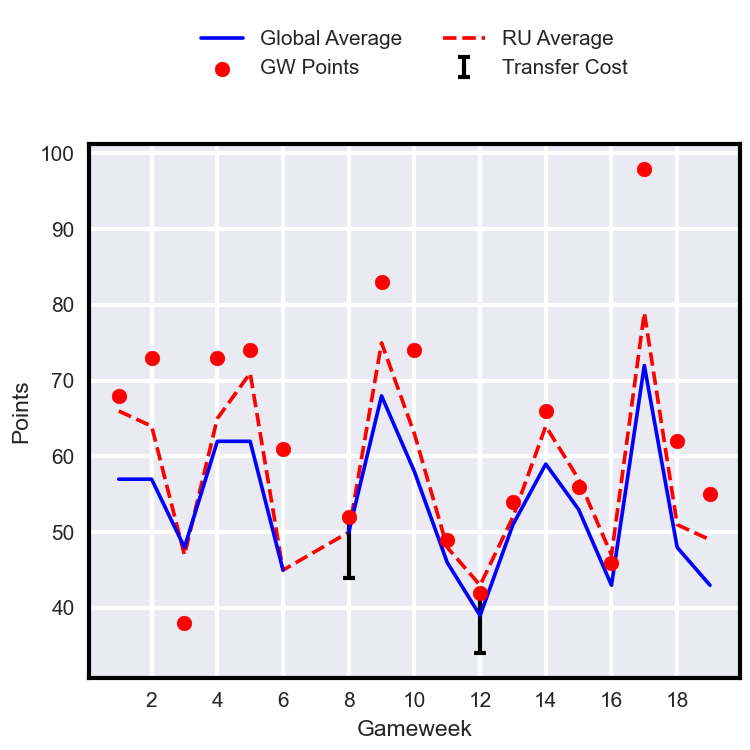 Global Average
RU Average
GW Points
Transfer Cost
100
90
80
70
60
50
40
Points
2 4 6 8 10 12 14 16 18
Gameweek